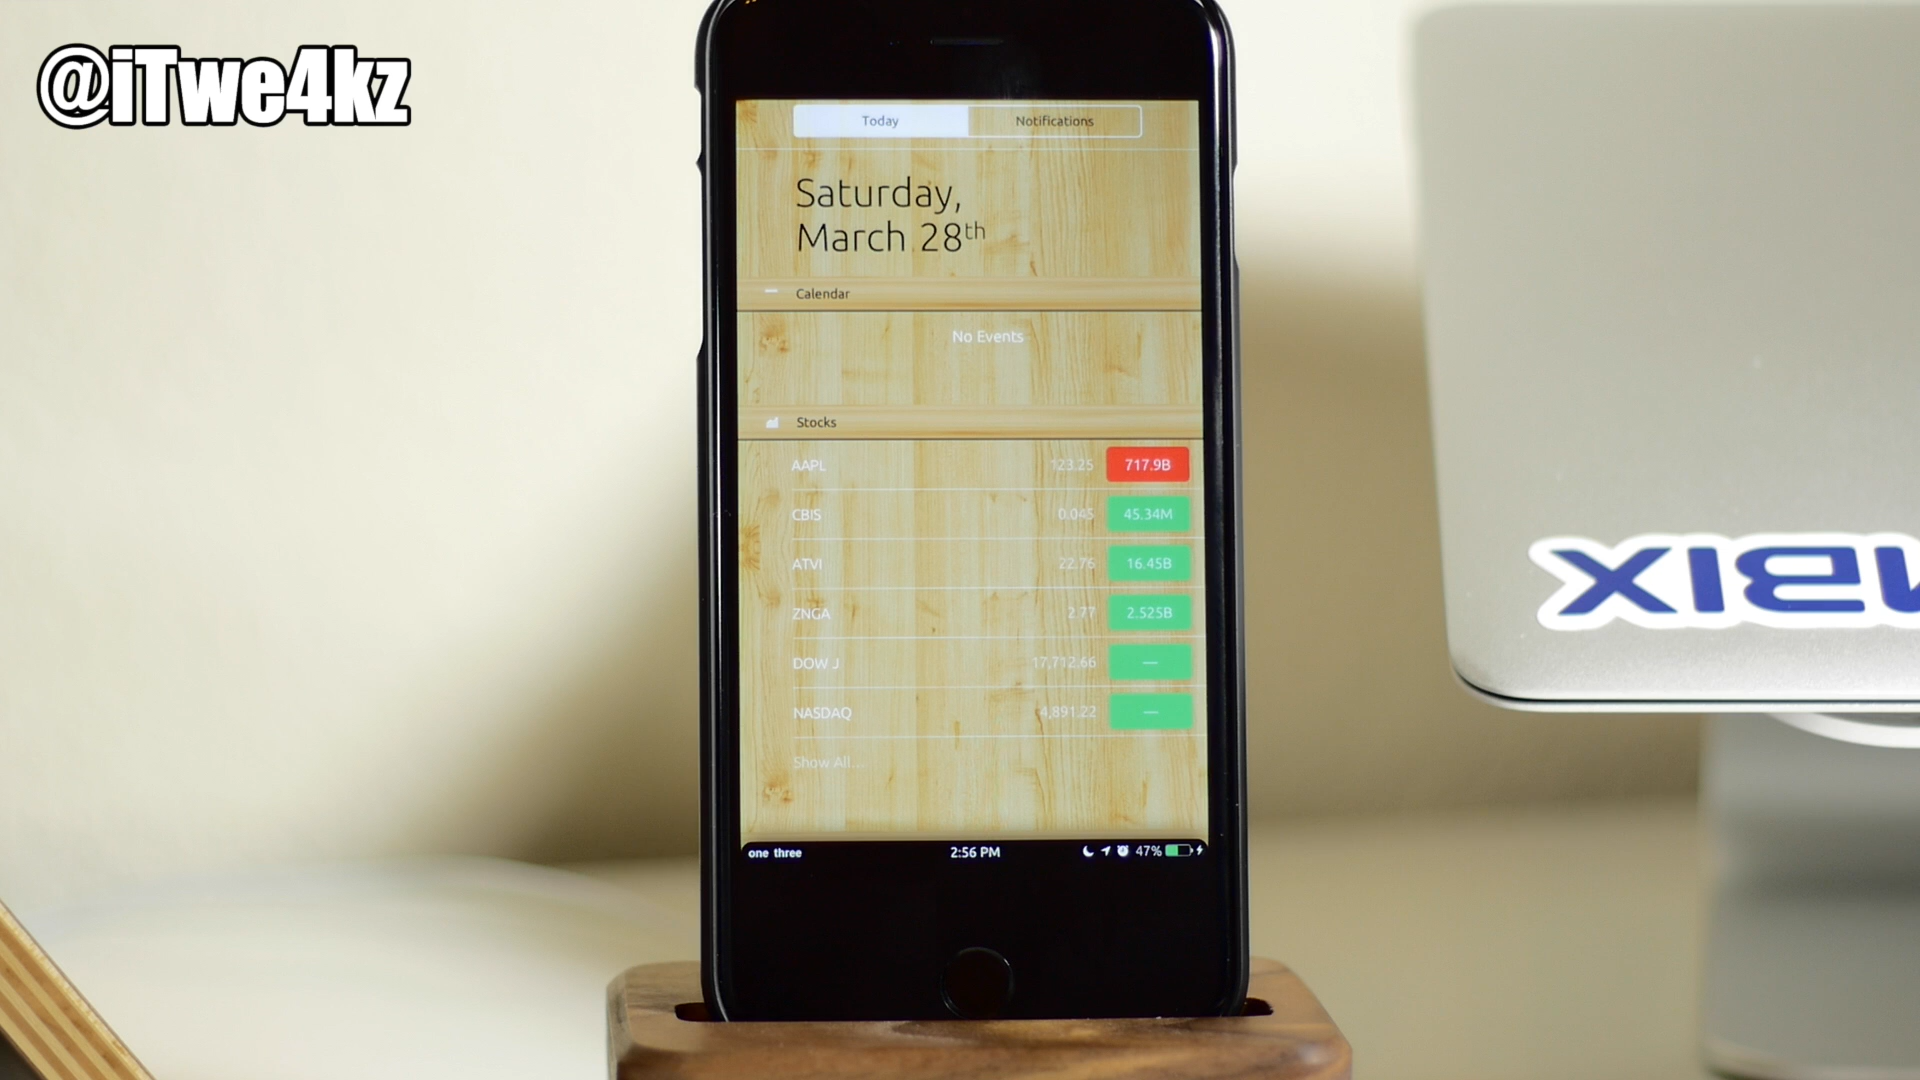 @iTwe4kz
Today Notifications
Saturday,
March 28th
Calendar
No Events
Stocks
AAPL 123.25 717.9B
CBIS 0.045 45.34M
ATVI 22.76 16.45B
ZNGA 2.77 2.525B
DOW J 17,712.66 —
NASDAQ 4,891.22 —
Show All...
one three 2:56 PM 47%